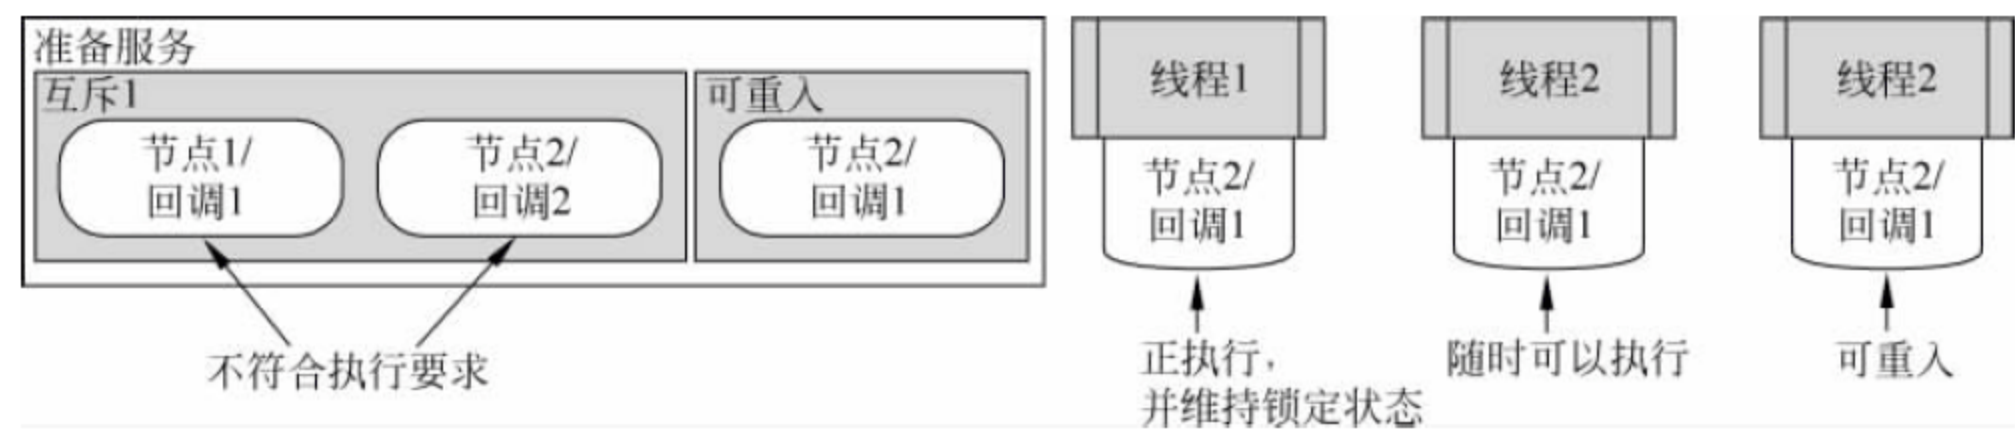 准备服务
互斥1
节点1/
回调1
节点2/
回调2
可重入
节点2/
回调1
不符合执行要求
线程1
节点2/
回调1
正执行，
并维持锁定状态
线程2
节点2/
回调1
随时可以执行
线程2
节点2/
回调1
可重入